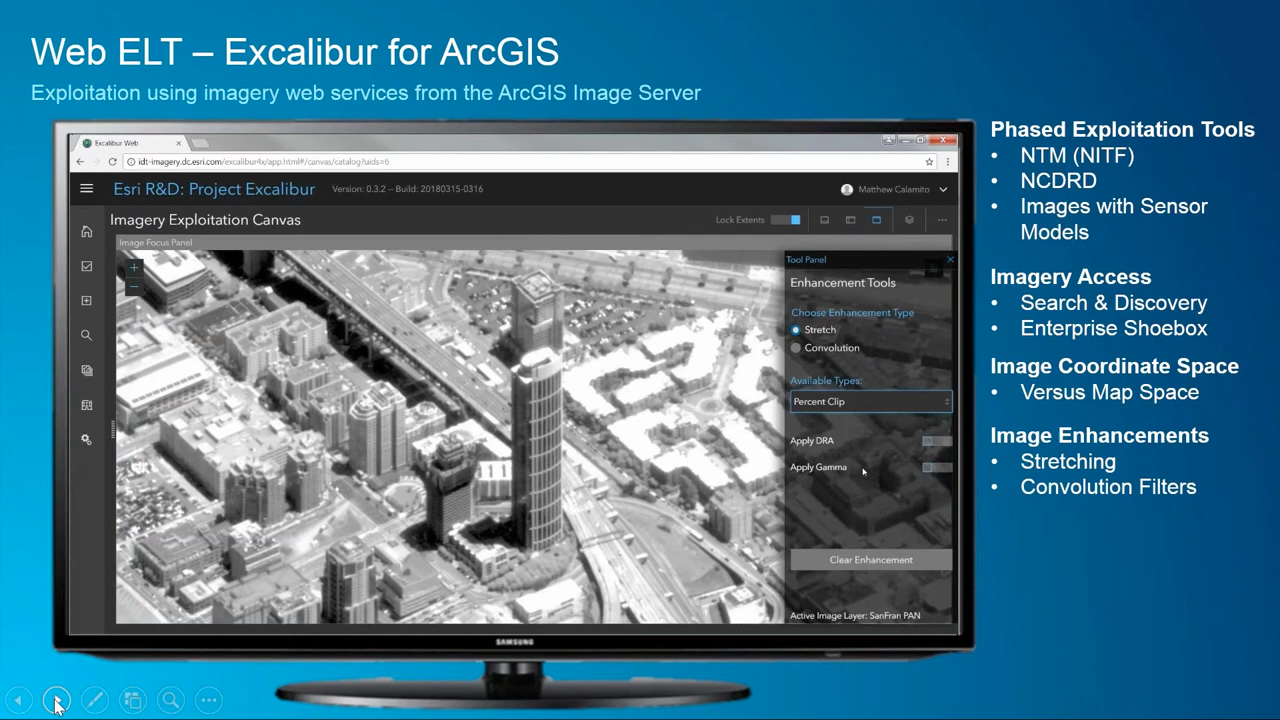 Web ELT – Excalibur for ArcGIS
Exploitation using imagery web services from the ArcGIS Image Server
Excalibur Web
idt-imagery.dc.esri.com/excalibur4x/app.html#/canvas/catalog?uids=6
Esri R&D: Project Excalibur
Version: 0.3.2 – Build: 20180315-0316
Matthew Calamito
Imagery Exploitation Canvas
Lock Extents
Image Focus Panel
Tool Panel
Enhancement Tools
Choose Enhancement Type
Stretch
Convolution
Available Types:
Percent Clip
Apply DRA
Apply Gamma
Clear Enhancement
Active Image Layer: SanFran PAN
SAMSUNG
Phased Exploitation Tools
• NTM (NITF)
• NCDRD
• Images with Sensor
Models
Imagery Access
• Search & Discovery
• Enterprise Shoebox
Image Coordinate Space
• Versus Map Space
Image Enhancements
• Stretching
• Convolution Filters